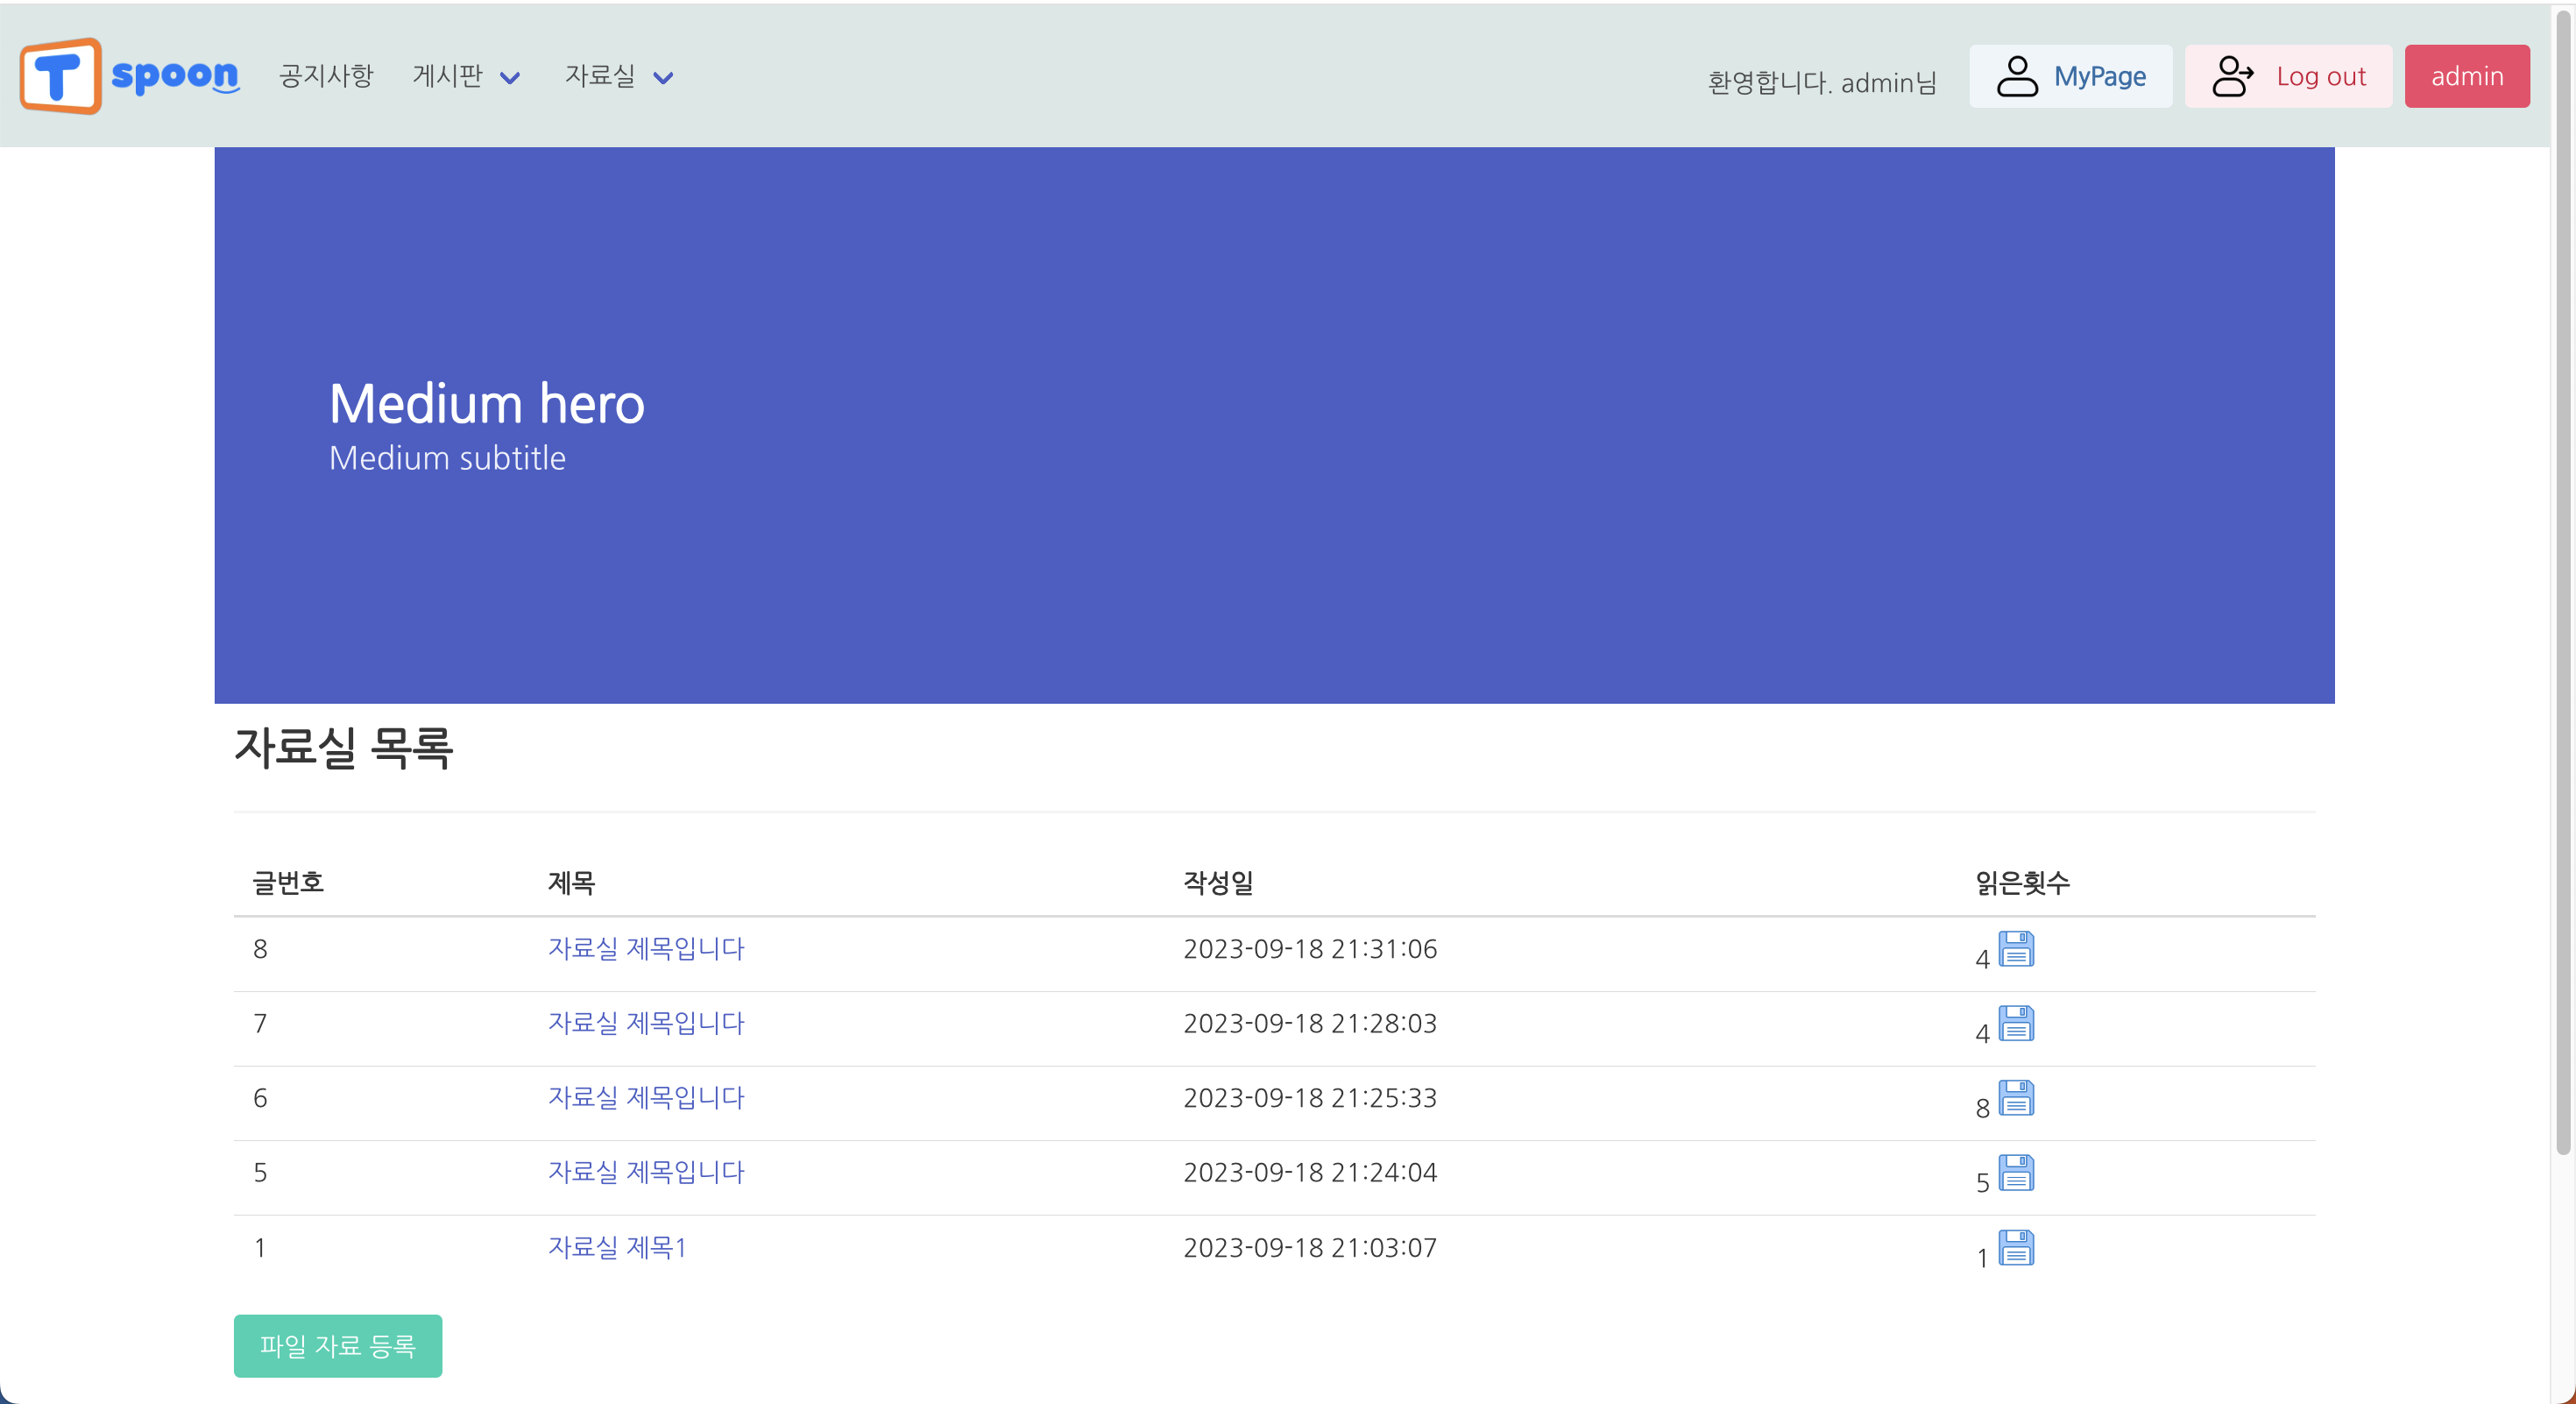 T spoon 공지사항 게시판 자료실 환영합니다. admin님 MyPage Log out admin
Medium hero
Medium subtitle
자료실 목록
글번호 제목 작성일 읽은횟수
8 자료실 제목입니다 2023-09-18 21:31:06 4
7 자료실 제목입니다 2023-09-18 21:28:03 4
6 자료실 제목입니다 2023-09-18 21:25:33 8
5 자료실 제목입니다 2023-09-18 21:24:04 5
1 자료실 제목1 2023-09-18 21:03:07 1
파일 자료 등록